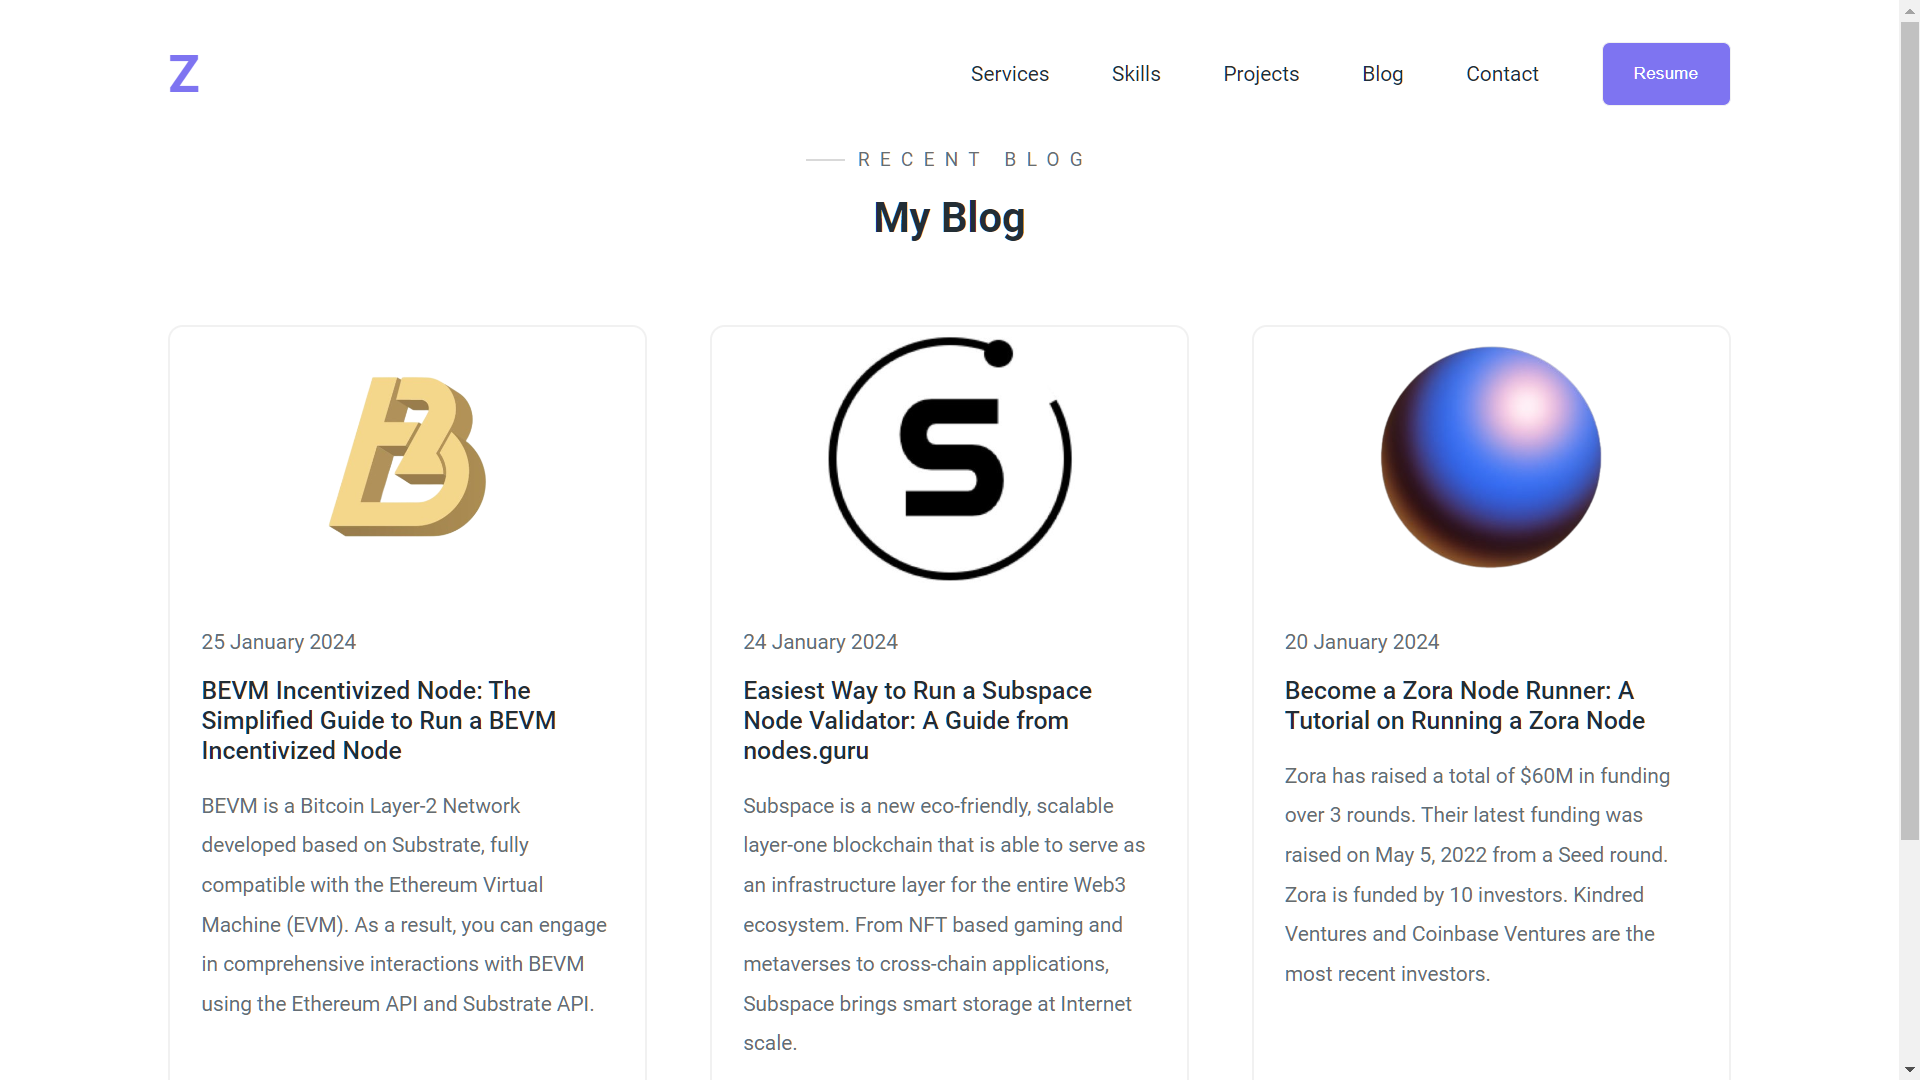 Z
Services
Skills
Projects
Blog
Contact
Resume
RECENT BLOG
My Blog
25 January 2024
BEVM Incentivized Node: The
Simplified Guide to Run a BEVM
Incentivized Node
BEVM is a Bitcoin Layer-2 Network
developed based on Substrate, fully
compatible with the Ethereum Virtual
Machine (EVM). As a result, you can engage
in comprehensive interactions with BEVM
using the Ethereum API and Substrate API.
S
24 January 2024
Easiest Way to Run a Subspace
Node Validator: A Guide from
nodes.guru
Subspace is a new eco-friendly, scalable
layer-one blockchain that is able to serve as
an infrastructure layer for the entire Web3
ecosystem. From NFT based gaming and
metaverses to cross-chain applications,
Subspace brings smart storage at Internet
scale.
20 January 2024
Become a Zora Node Runner: A
Tutorial on Running a Zora Node
Zora has raised a total of $60M in funding
over 3 rounds. Their latest funding was
raised on May 5, 2022 from a Seed round.
Zora is funded by 10 investors. Kindred
Ventures and Coinbase Ventures are the
most recent investors.